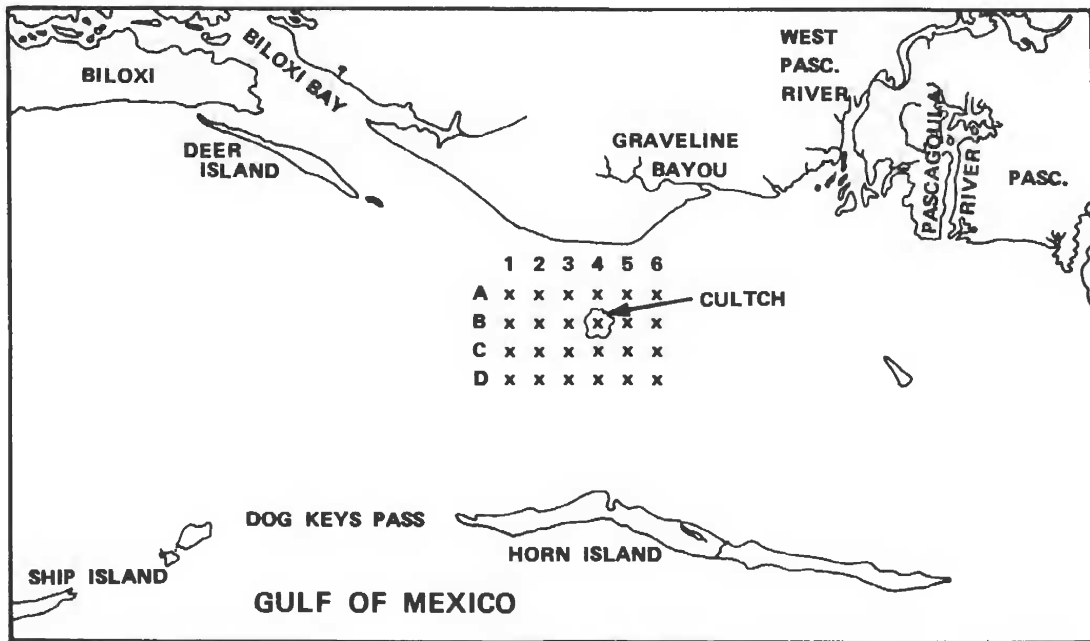 BILOXI
BILOXI BAY
DEER
ISLAND
GRAVELINE
BAYOU
WEST
PASC.
RIVER
PASCAGOULA
RIVER
PASC.
1 2 3 4 5 6
A x x x x x x
CULTCH
B x x x x x x
C x x x x x x
D x x x x x x
DOG KEYS PASS
HORN ISLAND
SHIP ISLAND
GULF OF MEXICO